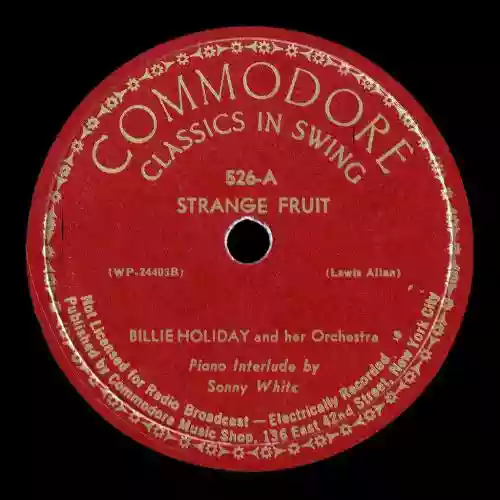 COMMODORE
CLASSICS IN SWING
526-A
STRANGE FRUIT
(WP-24403B)
(Lewis Allan)
BILLIE HOLIDAY and her Orchestra
Piano Interlude by
Sonny White
Not Licensed for Radio Broadcast — Electrically Recorded
Published by Commodore Music Shop, 136 East 42nd Street, New York City